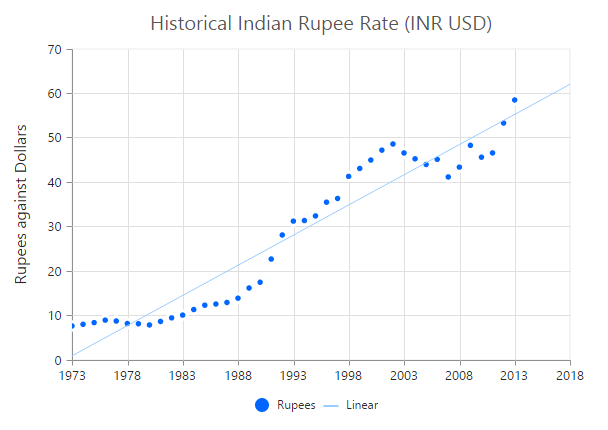 Historical Indian Rupee Rate (INR USD)
Rupees against Dollars
70
60
50
40
30
20
10
0
1973 1978 1983 1988 1993 1998 2003 2008 2013 2018
Rupees Linear